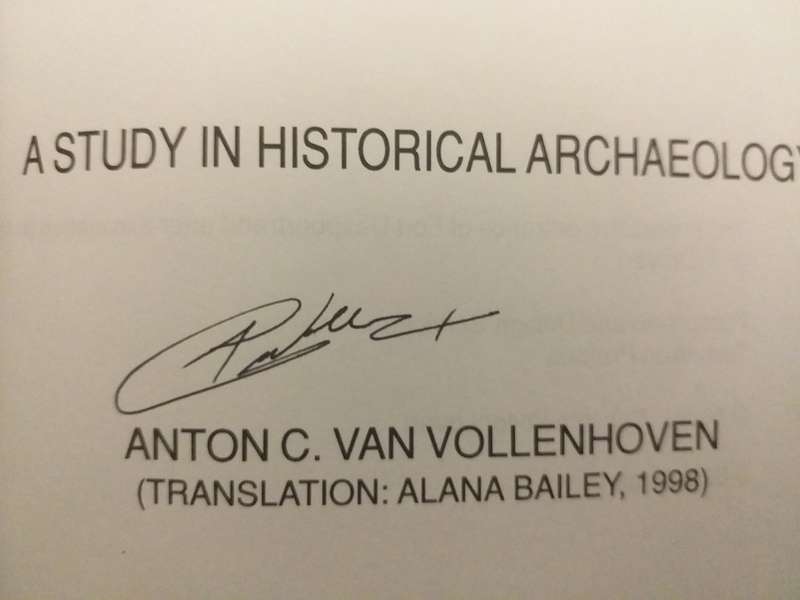 A STUDY IN HISTORICAL ARCHAEOLOGY
ANTON C. VAN VOLLENHOVEN
(TRANSLATION: ALANA BAILEY, 1998)